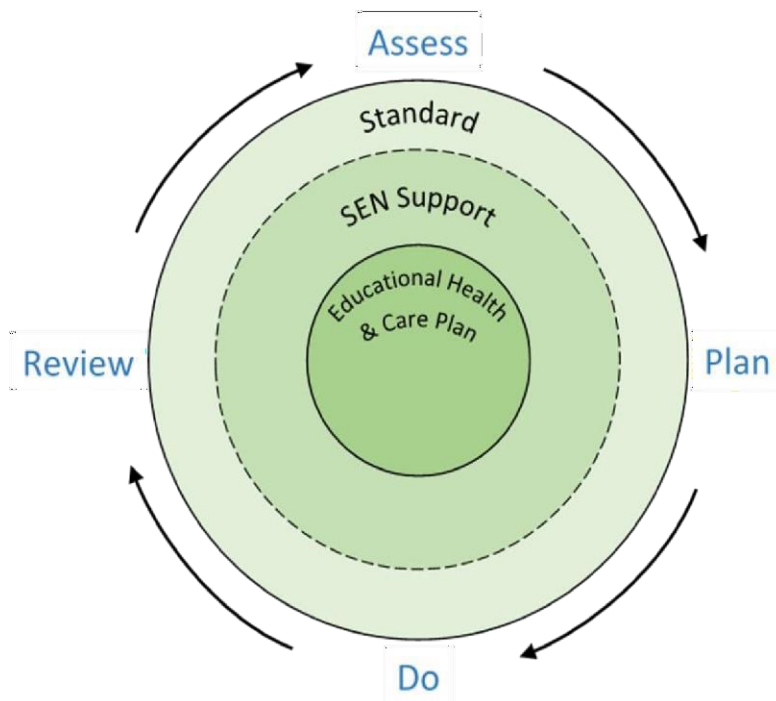 Assess
Standard
SEN Support
Educational Health
& Care Plan
Review
Plan
Do